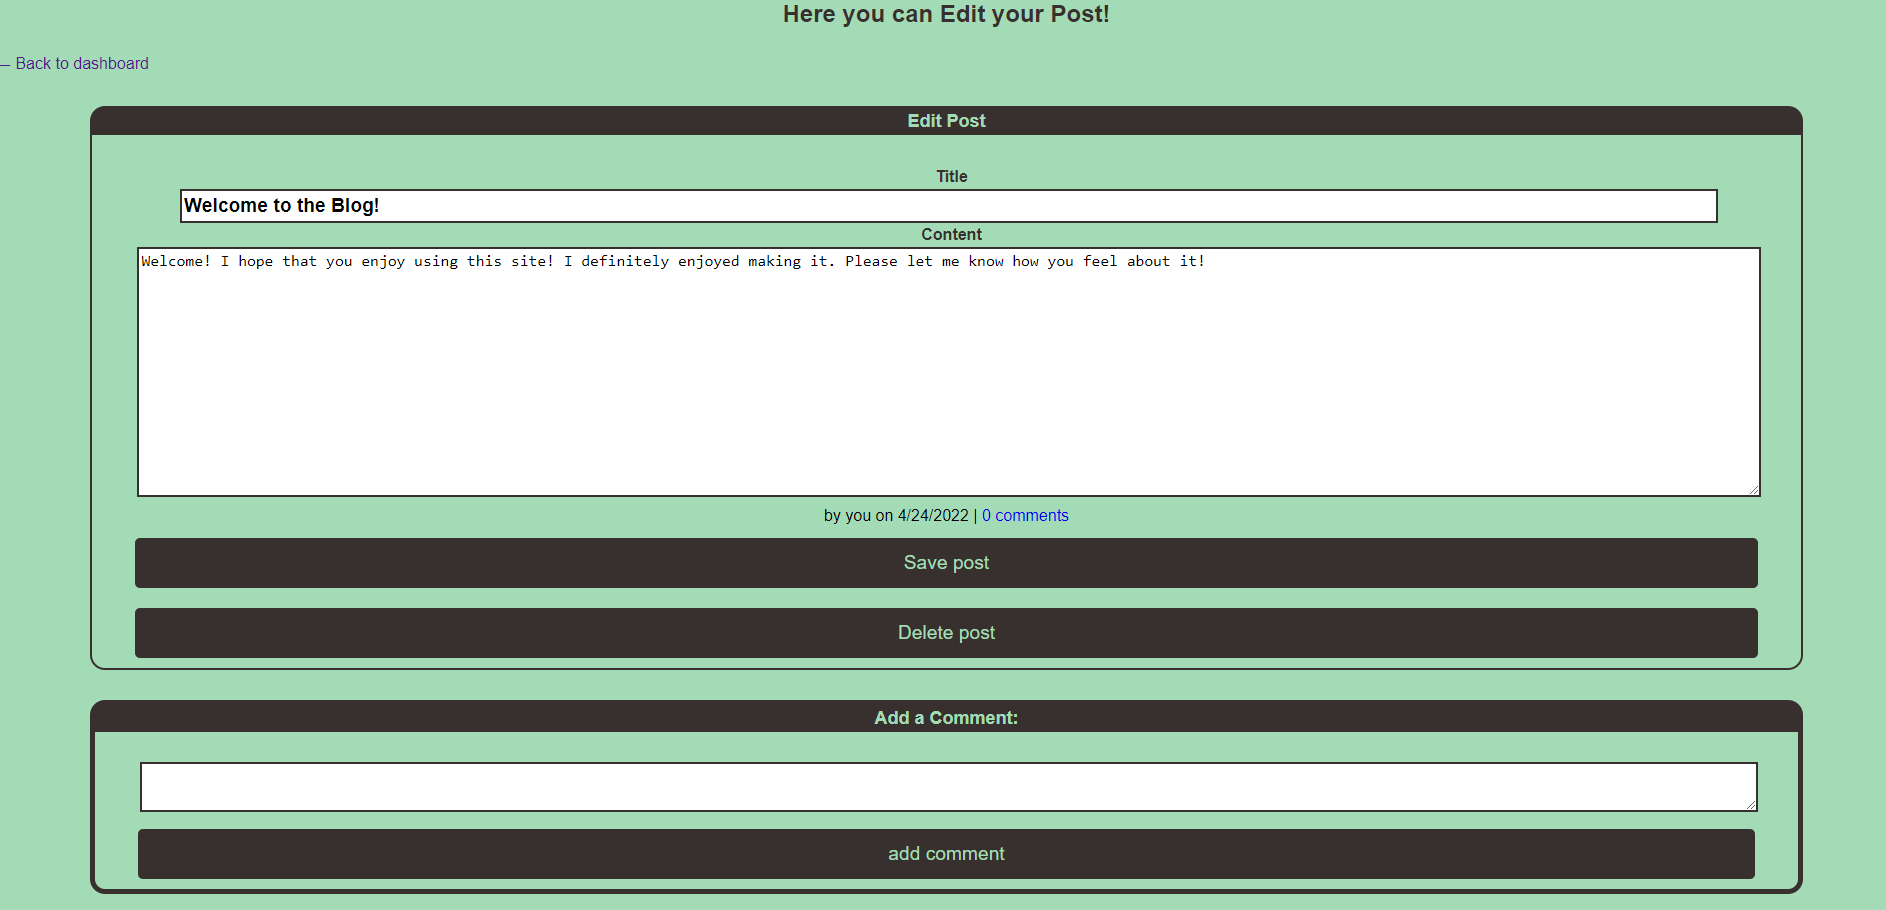 Here you can Edit your Post!
← Back to dashboard
Edit Post
Title
Welcome to the Blog!
Content
Welcome! I hope that you enjoy using this site! I definitely enjoyed making it. Please let me know how you feel about it!
by you on 4/24/2022 | 0 comments
Save post
Delete post
Add a Comment:
add comment